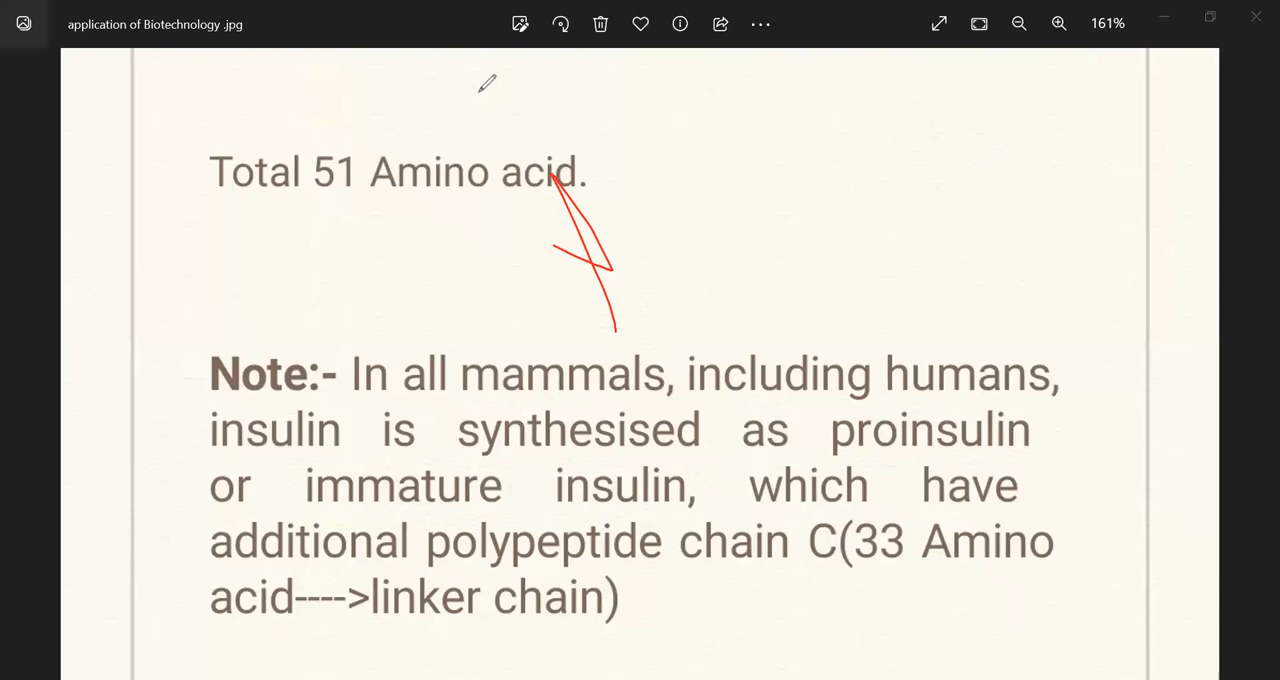 application of Biotechnology .jpg
161%
Total 51 Amino acid.
Note:- In all mammals, including humans,
insulin is synthesised as proinsulin
or immature insulin, which have
additional polypeptide chain C(33 Amino
acid---->linker chain)